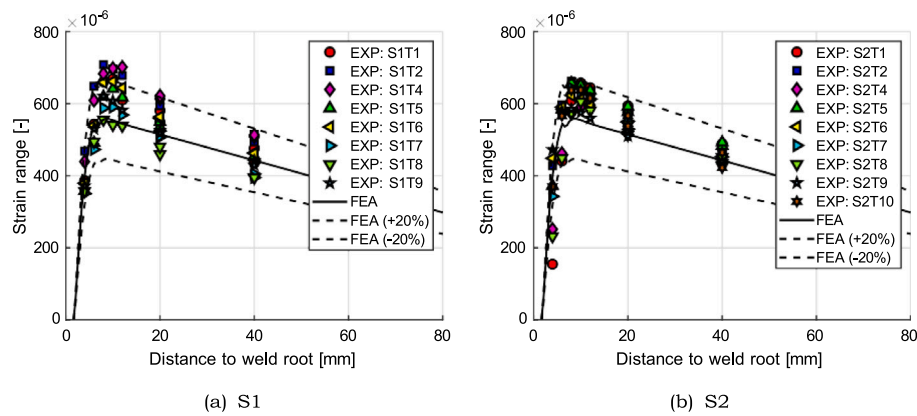 × 10⁻⁶
800
600
400
200
0
Strain range [-]
0 20 40 60 80
Distance to weld root [mm]
EXP: S1T1
EXP: S1T2
EXP: S1T4
EXP: S1T5
EXP: S1T6
EXP: S1T7
EXP: S1T8
EXP: S1T9
FEA
FEA (+20%)
FEA (-20%)
(a) S1
× 10⁻⁶
800
600
400
200
0
Strain range [-]
0 20 40 60 80
Distance to weld root [mm]
EXP: S2T1
EXP: S2T2
EXP: S2T4
EXP: S2T5
EXP: S2T6
EXP: S2T7
EXP: S2T8
EXP: S2T9
EXP: S2T10
FEA
FEA (+20%)
FEA (-20%)
(b) S2